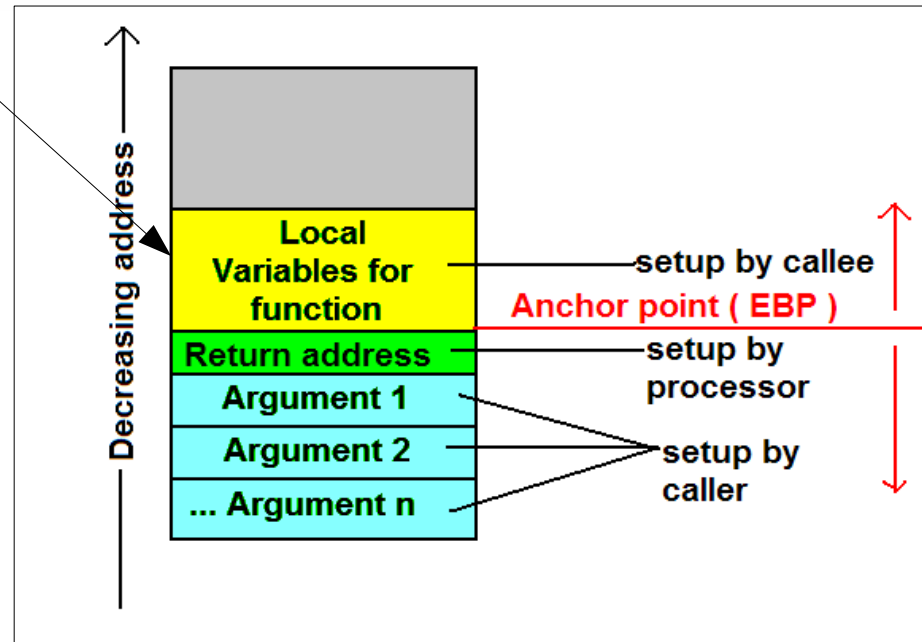 Decreasing address
Local
Variables for
function
setup by callee
Anchor point ( EBP )
Return address
setup by
processor
Argument 1
Argument 2
setup by
caller
... Argument n